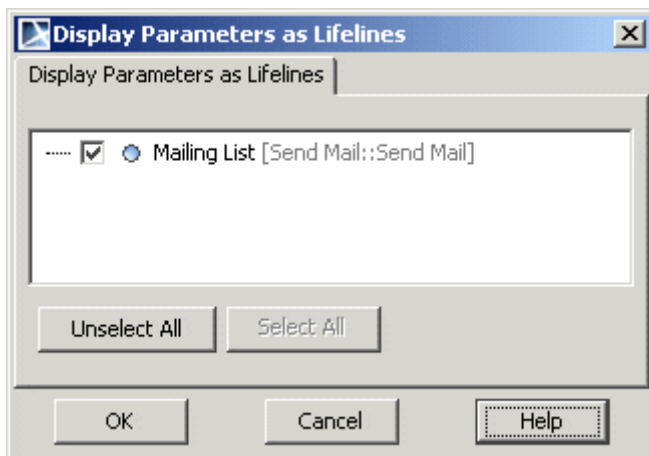 Display Parameters as Lifelines
Display Parameters as Lifelines
Mailing List [Send Mail::Send Mail]
Unselect All Select All
OK Cancel Help